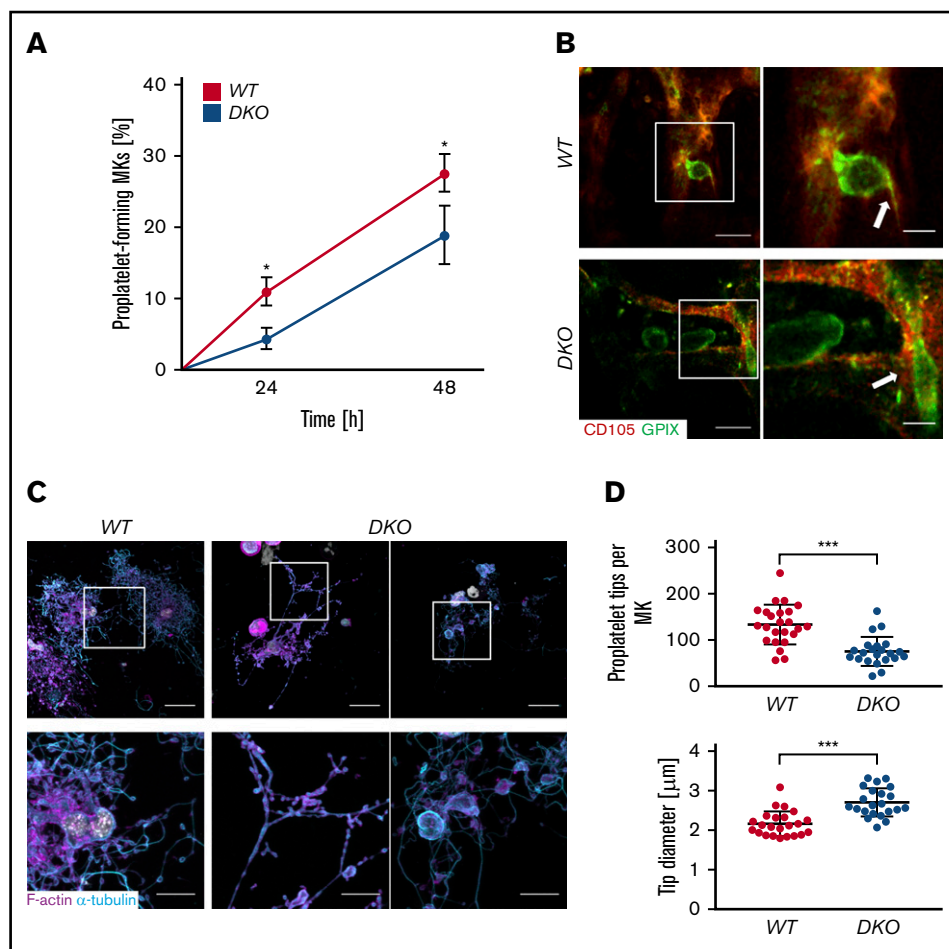 A
40
30
20
10
0
Proplatelet-forming MKs [%]
WT
DKO
*
*
24
48
Time [h]
B
WT
DKO
CD105 GPIX
C
WT
DKO
F-actin α-tubulin
D
300
200
100
0
Proplatelet tips per
MK
***
WT
DKO
4
3
2
1
0
Tip diameter [μm]
***
WT
DKO